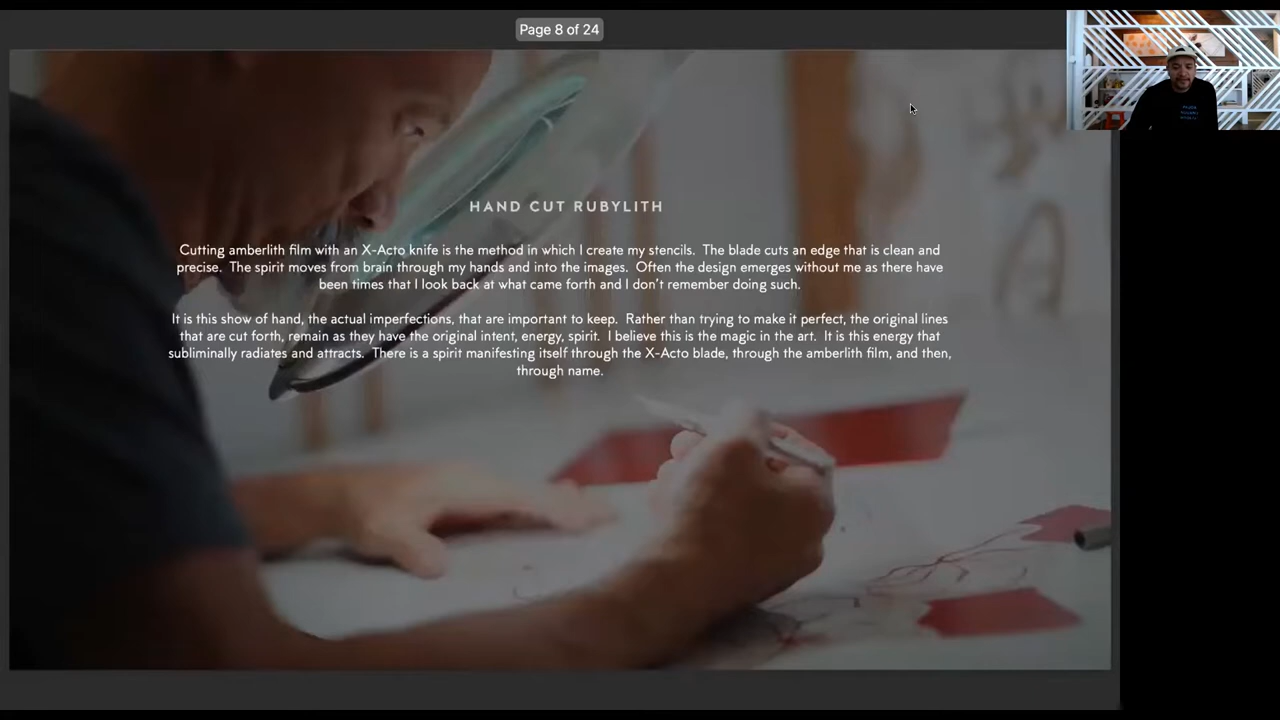 Page 8 of 24
HAND CUT RUBYLITH
Cutting amberlith film with an X-Acto knife is the method in which I create my stencils.  The blade cuts an edge that is clean and
precise.  The spirit moves from brain through my hands and into the images.  Often the design emerges without me as there have
been times that I look back at what came forth and I don't remember doing such.
It is this show of hand, the actual imperfections, that are important to keep.  Rather than trying to make it perfect, the original lines
that are cut forth, remain as they have the original intent, energy, spirit.  I believe this is the magic in the art.  It is this energy that
subliminally radiates and attracts.  There is a spirit manifesting itself through the X-Acto blade, through the amberlith film, and then,
through name.